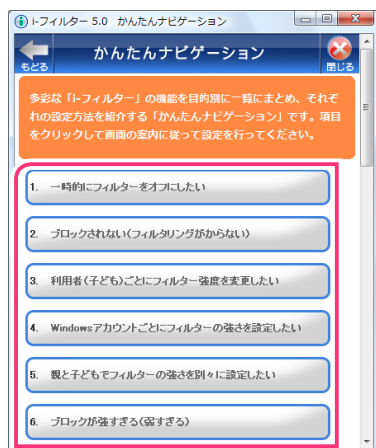 i-フィルター 5.0 かんたんナビゲーション
もどる
かんたんナビゲーション
閉じる
多彩な「i-フィルター」の機能を目的別に一覧にまとめ、それぞ
れの設定方法を紹介する「かんたんナビゲーション」です。項目
をクリックして画面の案内に従って設定を行ってください。
1. 一時的にフィルターをオフにしたい
2. ブロックされない(フィルタリングがかからない)
3. 利用者(子ども)ごとにフィルター強度を変更したい
4. Windowsアカウントごとにフィルターの強さを設定したい
5. 親と子どもでフィルターの強さを別々に設定したい
6. ブロックが強すぎる(弱すぎる)